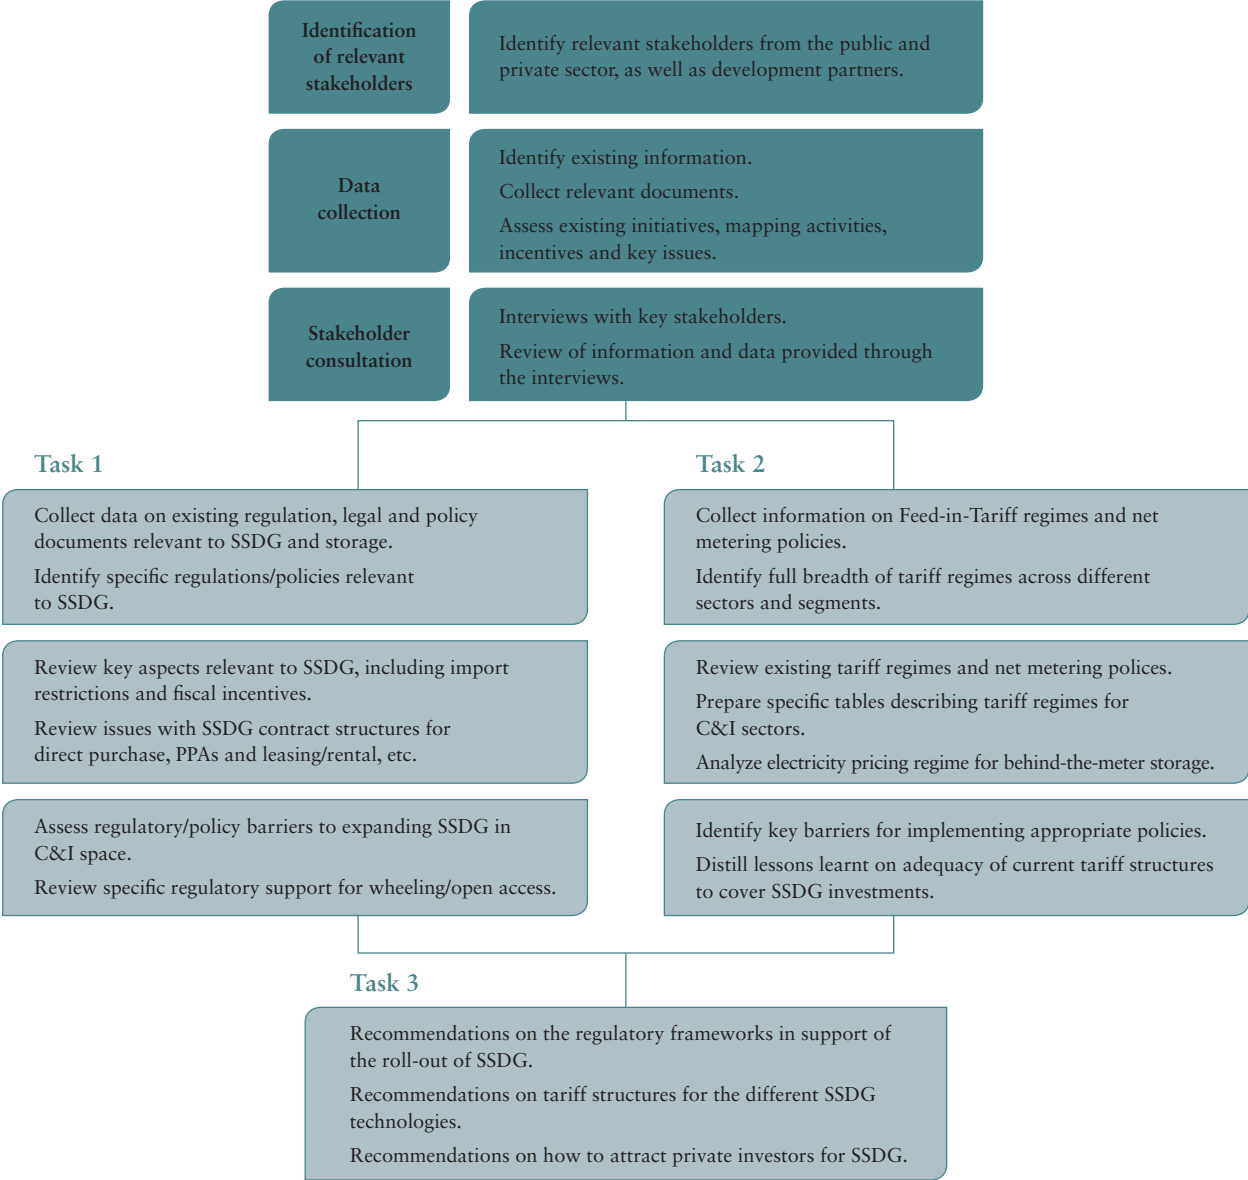 Identification
of relevant
stakeholders
Identify relevant stakeholders from the public and
private sector, as well as development partners.
Data
collection
Identify existing information.
Collect relevant documents.
Assess existing initiatives, mapping activities,
incentives and key issues.
Stakeholder
consultation
Interviews with key stakeholders.
Review of information and data provided through
the interviews.
Task 1
Collect data on existing regulation, legal and policy
documents relevant to SSDG and storage.
Identify specific regulations/policies relevant
to SSDG.
Review key aspects relevant to SSDG, including import
restrictions and fiscal incentives.
Review issues with SSDG contract structures for
direct purchase, PPAs and leasing/rental, etc.
Assess regulatory/policy barriers to expanding SSDG in
C&I space.
Review specific regulatory support for wheeling/open access.
Task 2
Collect information on Feed-in-Tariff regimes and net
metering policies.
Identify full breadth of tariff regimes across different
sectors and segments.
Review existing tariff regimes and net metering polices.
Prepare specific tables describing tariff regimes for
C&I sectors.
Analyze electricity pricing regime for behind-the-meter storage.
Identify key barriers for implementing appropriate policies.
Distill lessons learnt on adequacy of current tariff structures
to cover SSDG investments.
Task 3
Recommendations on the regulatory frameworks in support of
the roll-out of SSDG.
Recommendations on tariff structures for the different SSDG
technologies.
Recommendations on how to attract private investors for SSDG.